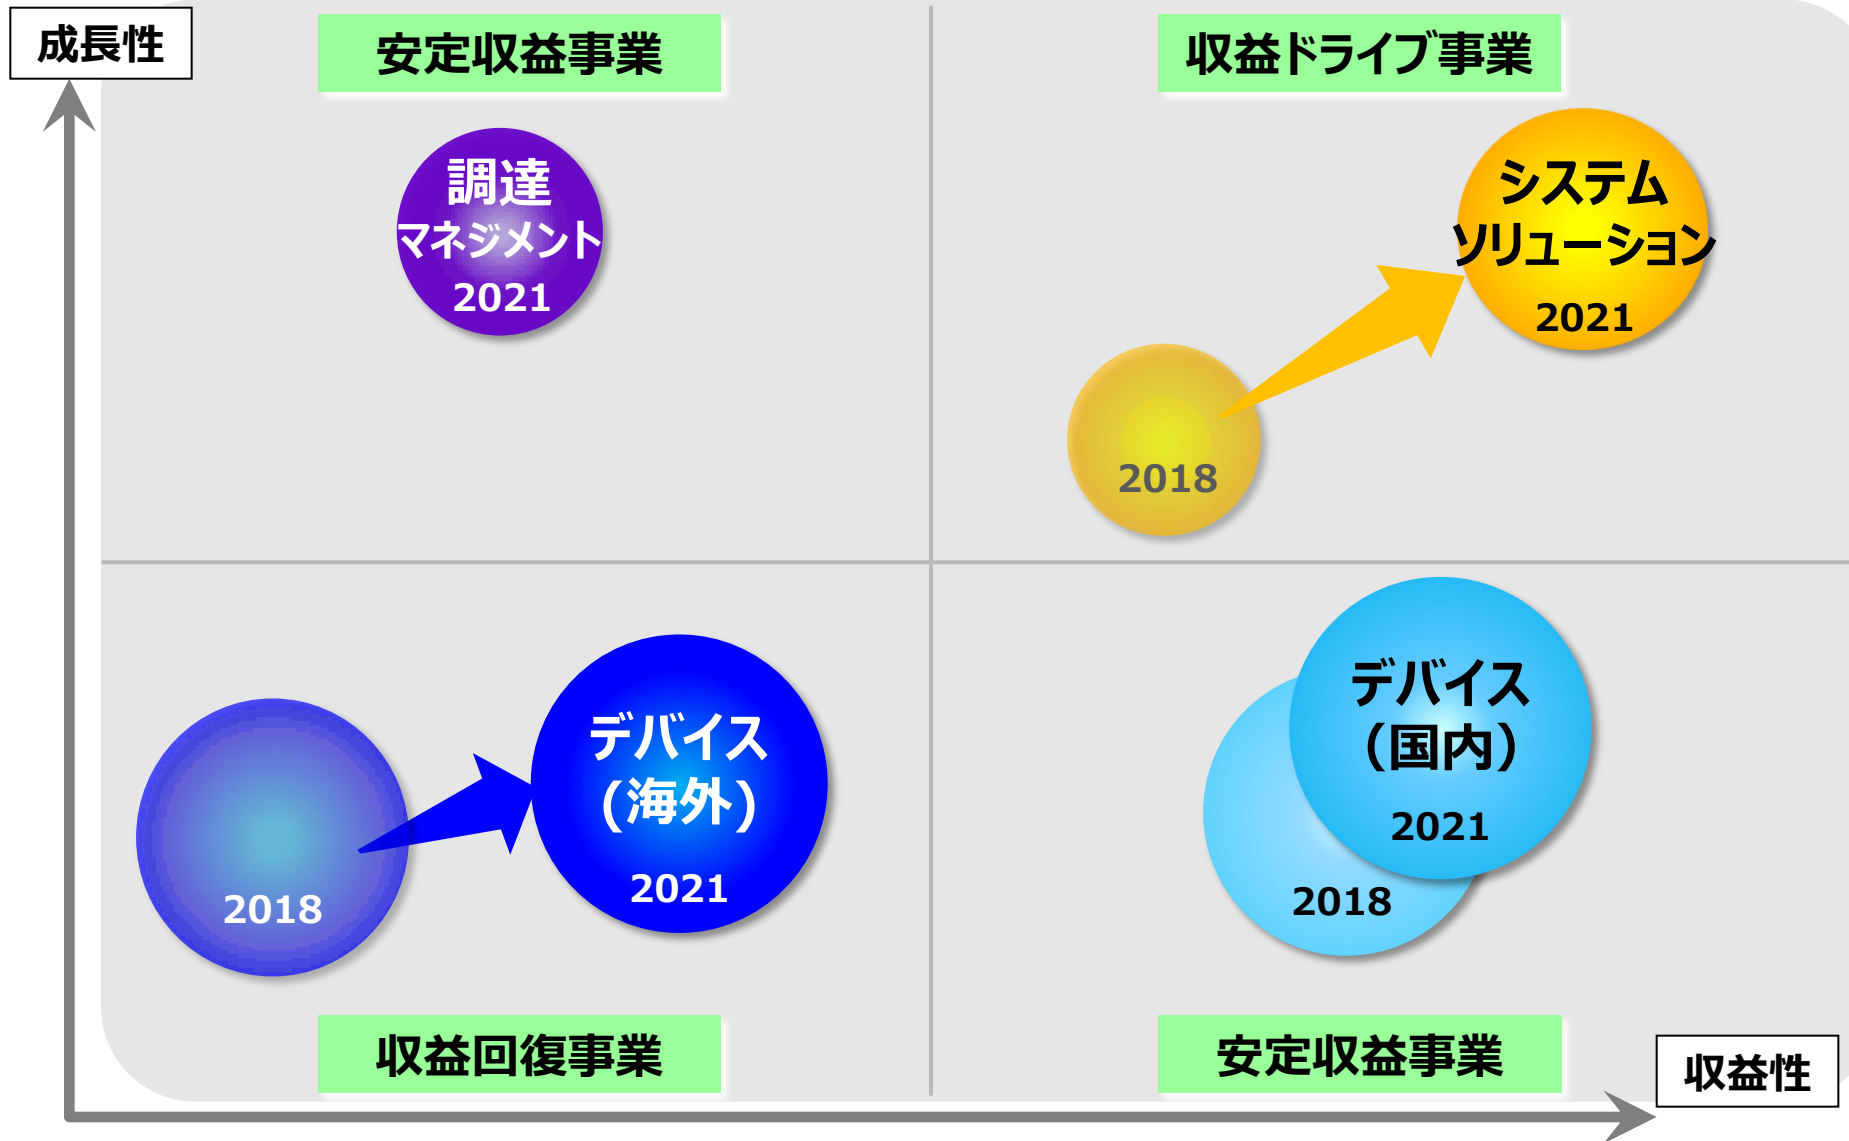 成長性
安定収益事業
収益ドライブ事業
調達
マネジメント
2021
システム
ソリューション
2021
2018
デバイス
(海外)
2021
2018
デバイス
(国内)
2021
2018
収益回復事業
安定収益事業
収益性